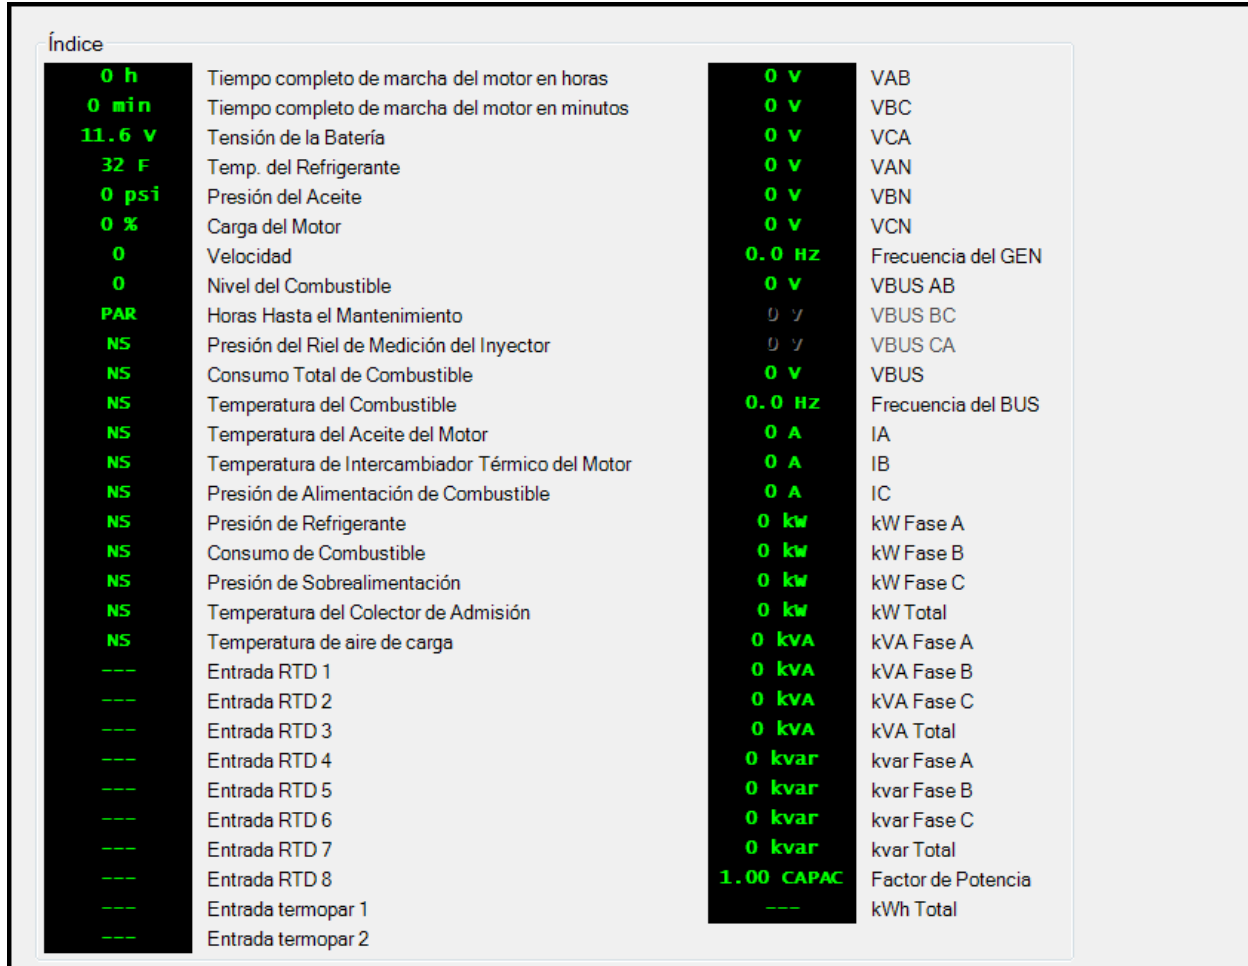 Índice
0 h Tiempo completo de marcha del motor en horas
0 min Tiempo completo de marcha del motor en minutos
11.6 V Tensión de la Batería
32 F Temp. del Refrigerante
0 psi Presión del Aceite
0 % Carga del Motor
0 Velocidad
0 Nivel del Combustible
PAR Horas Hasta el Mantenimiento
NS Presión del Riel de Medición del Inyector
NS Consumo Total de Combustible
NS Temperatura del Combustible
NS Temperatura del Aceite del Motor
NS Temperatura de Intercambiador Térmico del Motor
NS Presión de Alimentación de Combustible
NS Presión de Refrigerante
NS Consumo de Combustible
NS Presión de Sobrealimentación
NS Temperatura del Colector de Admisión
NS Temperatura de aire de carga
--- Entrada RTD 1
--- Entrada RTD 2
--- Entrada RTD 3
--- Entrada RTD 4
--- Entrada RTD 5
--- Entrada RTD 6
--- Entrada RTD 7
--- Entrada RTD 8
--- Entrada termopar 1
--- Entrada termopar 2
0 V VAB
0 V VBC
0 V VCA
0 V VAN
0 V VBN
0 V VCN
0.0 Hz Frecuencia del GEN
0 V VBUS AB
0 V VBUS BC
0 V VBUS CA
0 V VBUS
0.0 Hz Frecuencia del BUS
0 A IA
0 A IB
0 A IC
0 kW kW Fase A
0 kW kW Fase B
0 kW kW Fase C
0 kW kW Total
0 kVA kVA Fase A
0 kVA kVA Fase B
0 kVA kVA Fase C
0 kVA kVA Total
0 kvar kvar Fase A
0 kvar kvar Fase B
0 kvar kvar Fase C
0 kvar kvar Total
1.00 CAPAC Factor de Potencia
--- kWh Total